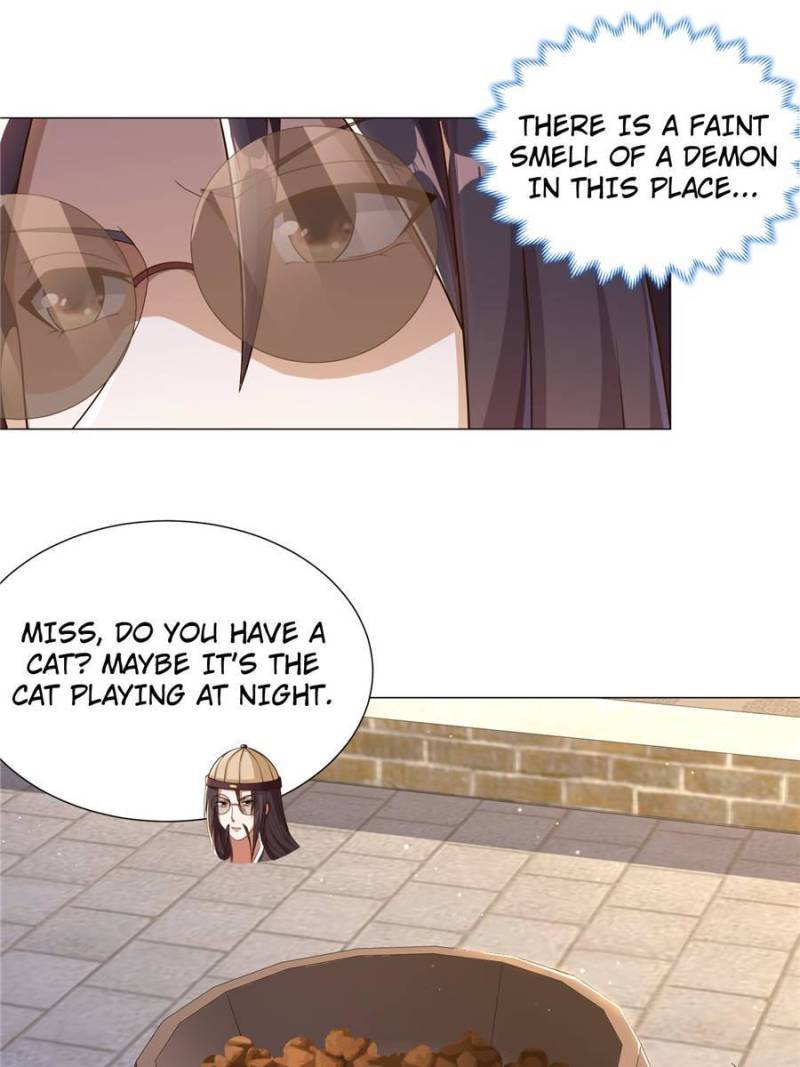 THERE IS A FAINT
SMELL OF A DEMON
IN THIS PLACE...
MISS, DO YOU HAVE A
CAT? MAYBE IT'S THE
CAT PLAYING AT NIGHT.